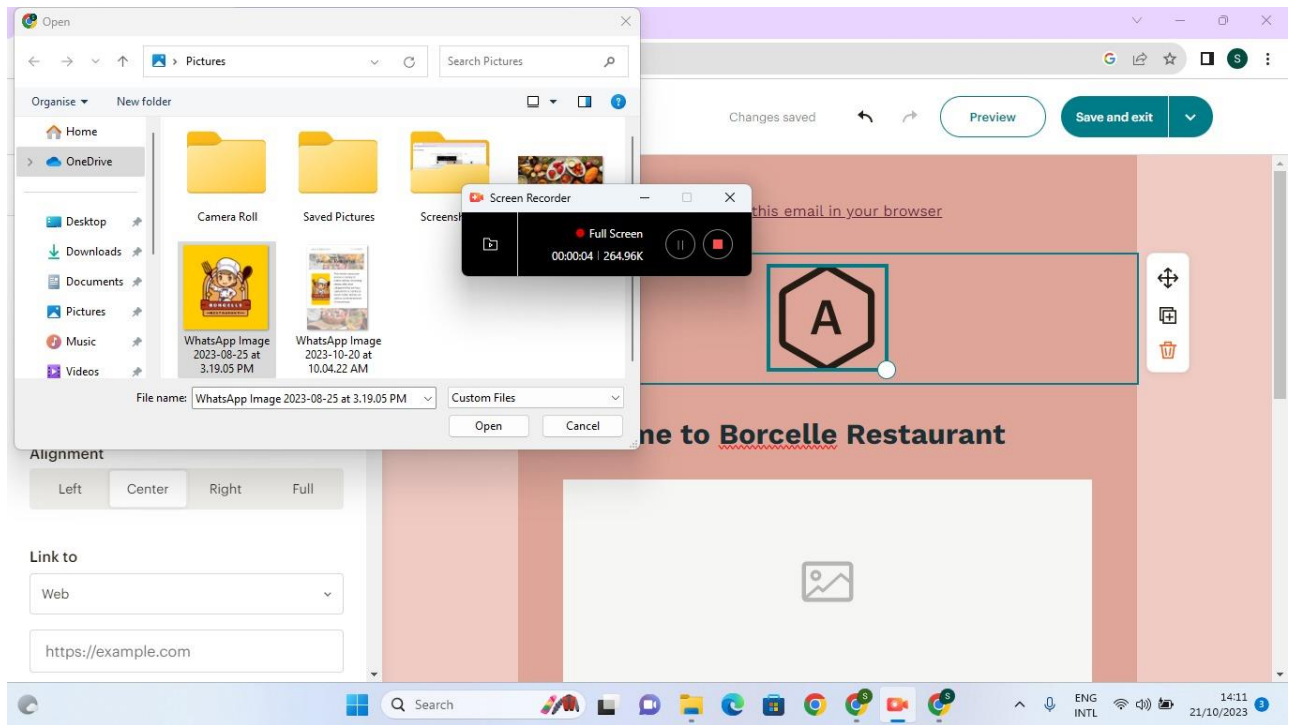 Open
Pictures
Search Pictures
Organise
New folder
Home
OneDrive
Desktop
Downloads
Documents
Pictures
Music
Videos
Camera Roll
Saved Pictures
BORCELLE
WhatsApp Image
2023-08-25 at
3.19.05 PM
WhatsApp Image
2023-10-20 at
10.04.22 AM
File name:
WhatsApp Image 2023-08-25 at 3.19.05 PM
Custom Files
Open
Cancel
Screen Recorder
Full Screen
00:00:04 | 264.96K
G
S
Changes saved
Preview
Save and exit
this email in your browser
A
to Borcelle Restaurant
Alignment
Left
Center
Right
Full
Link to
Web
https://example.com
Search
S
S
ENG
INTL
14:11
21/10/2023
3